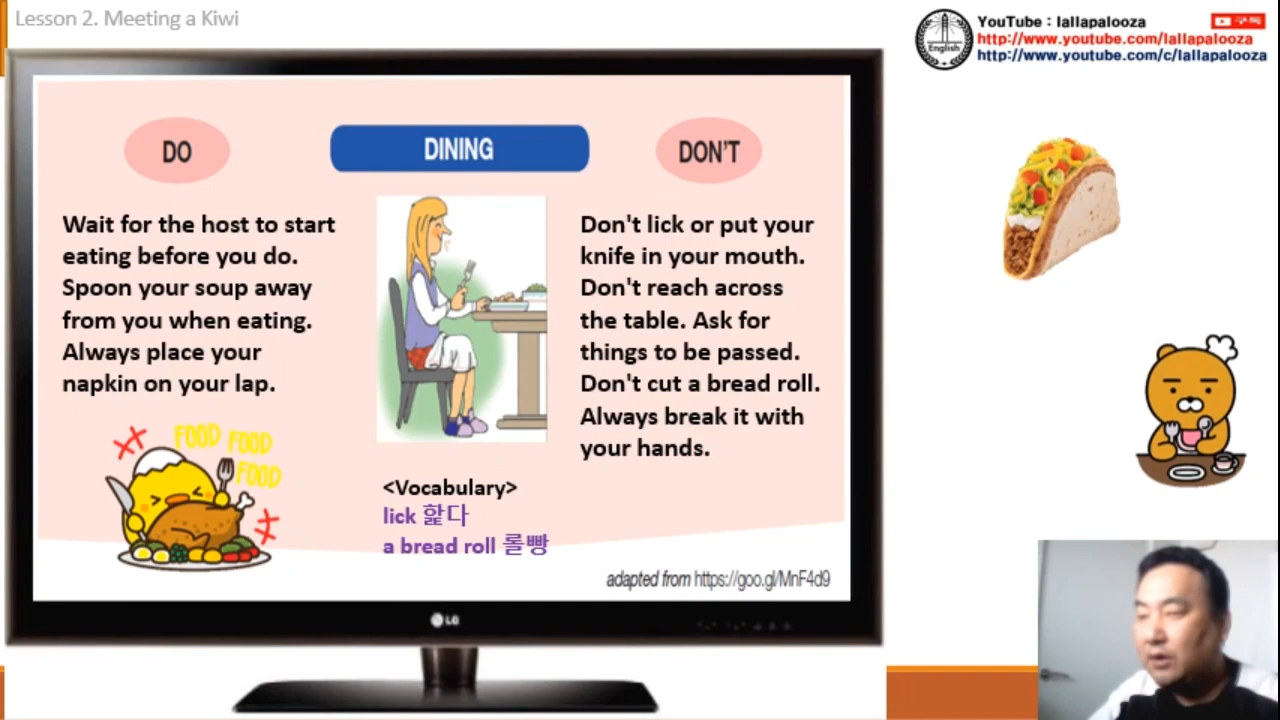 Lesson 2. Meeting a Kiwi
YouTube : lallapalooza
구독
http://www.youtube.com/lallapalooza
http://www.youtube.com/c/lallapalooza
English
DO
DINING
DON'T
Wait for the host to start
eating before you do.
Spoon your soup away
from you when eating.
Always place your
napkin on your lap.
Don't lick or put your
knife in your mouth.
Don't reach across
the table. Ask for
things to be passed.
Don't cut a bread roll.
Always break it with
your hands.
FOOD FOOD
FOOD
<Vocabulary>
lick 핥다
a bread roll 롤빵
adapted from https://goo.gl/MnF4d9
LG